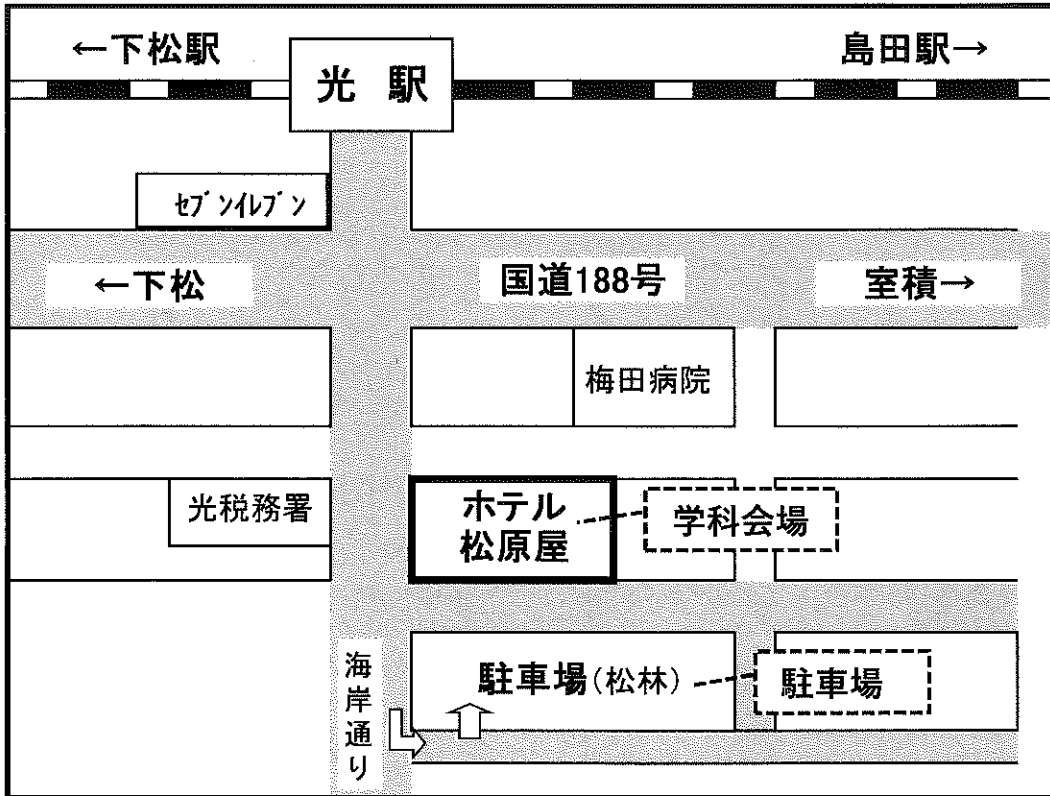 ←下松駅
島田駅→
光 駅
ｾﾌﾞﾝｲﾚﾌﾞﾝ
←下松
国道188号
室積→
梅田病院
光税務署
ホテル
松原屋
学科会場
海岸通り
駐車場(松林)
駐車場